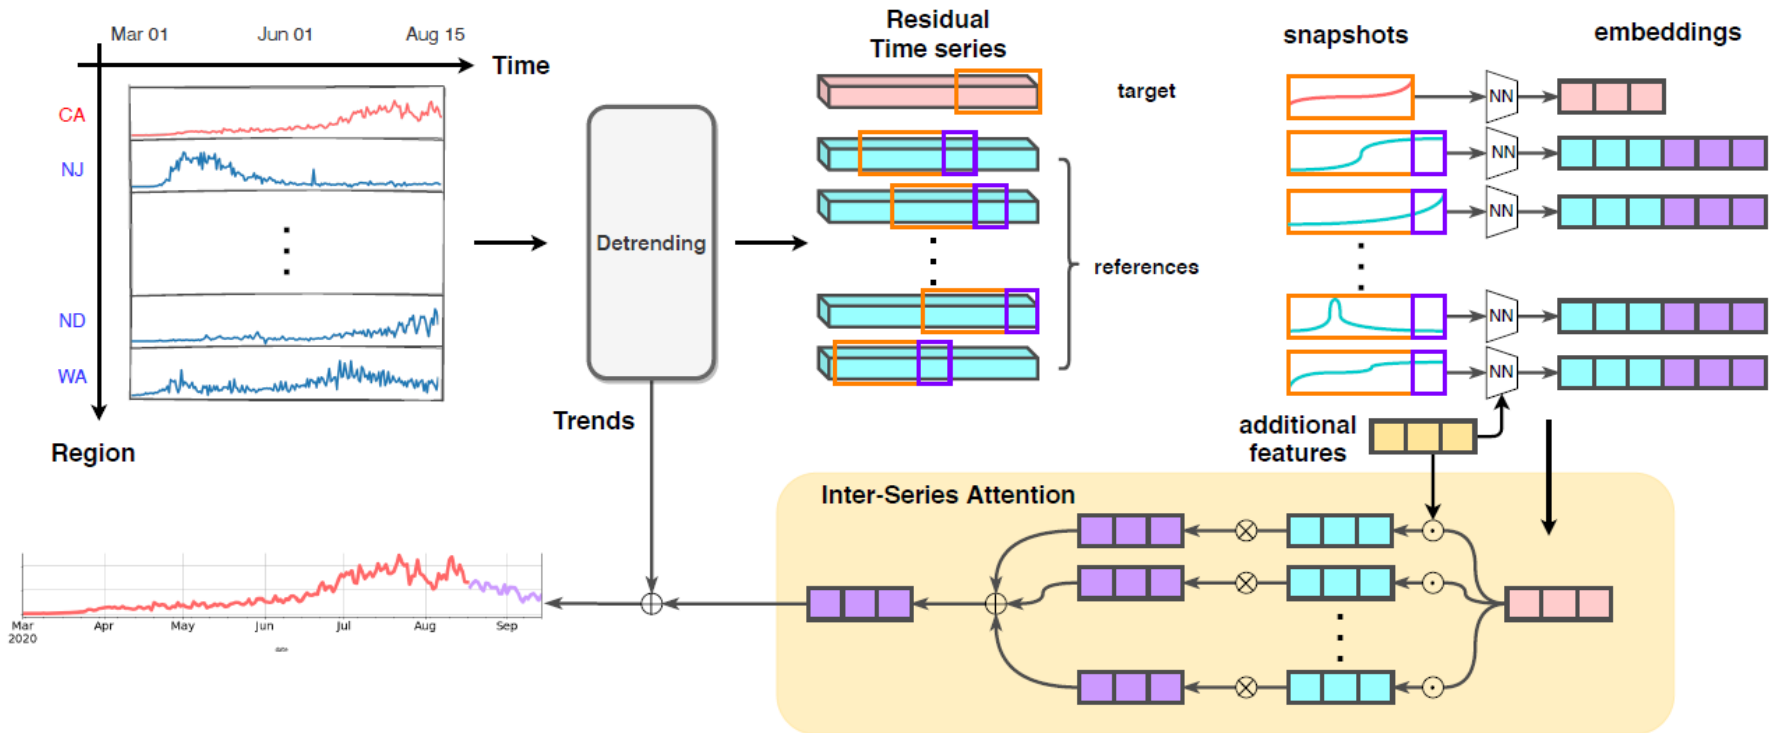 Mar 01
Jun 01
Aug 15
Time
CA
NJ
ND
WA
Region
Detrending
Trends
Residual
Time series
target
references
snapshots
embeddings
NN
NN
NN
NN
NN
additional
features
Inter-Series Attention
Mar
2020
Apr
May
Jun
Jul
Aug
Sep